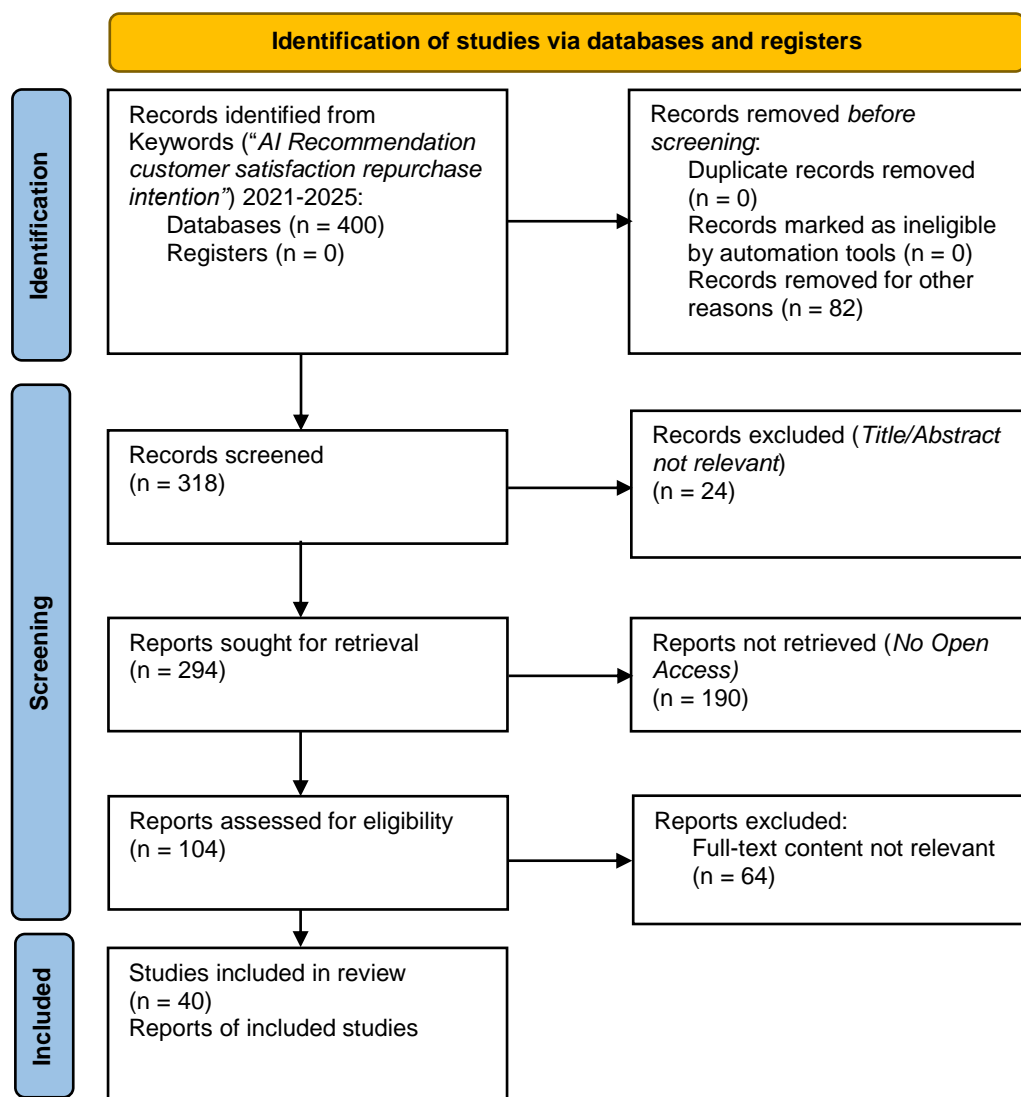 Identification of studies via databases and registers
Identification
Records identified from
Keywords (“AI Recommendation
customer satisfaction repurchase
intention”) 2021-2025:
Databases (n = 400)
Registers (n = 0)
Records removed before
screening:
Duplicate records removed
(n = 0)
Records marked as ineligible
by automation tools (n = 0)
Records removed for other
reasons (n = 82)
Screening
Records screened
(n = 318)
Records excluded (Title/Abstract
not relevant)
(n = 24)
Reports sought for retrieval
(n = 294)
Reports not retrieved (No Open
Access)
(n = 190)
Reports assessed for eligibility
(n = 104)
Reports excluded:
Full-text content not relevant
(n = 64)
Included
Studies included in review
(n = 40)
Reports of included studies